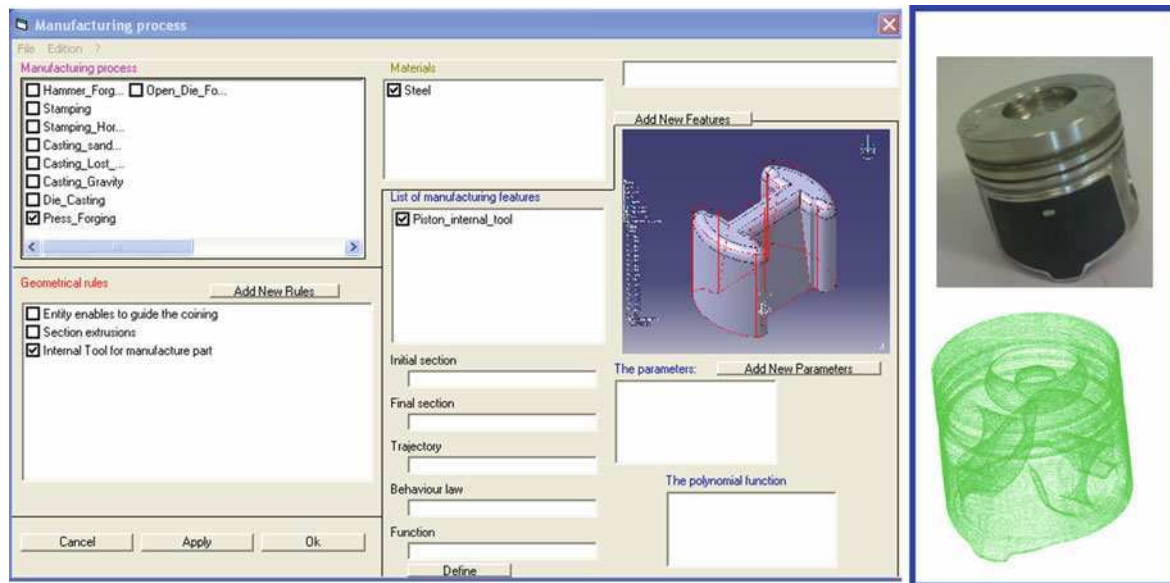 Manufacturing process
File Edition ?
Manufacturing process
Hammer_Forg... Open_Die_Fo...
Stamping
Stamping_Hor...
Casting_sand...
Casting_Lost_...
Casting_Gravity
Die_Casting
Press_Forging
Geometrical rules
Add New Rules
Entity enables to guide the coining
Section extrusions
Internal Tool for manufacture part
Cancel Apply Ok
Materials
Steel
List of manufacturing features
Piston_internal_tool
Initial section
Final section
Trajectory
Behaviour law
Function
Define
Add New Features
The parameters: Add New Parameters
The polynomial function